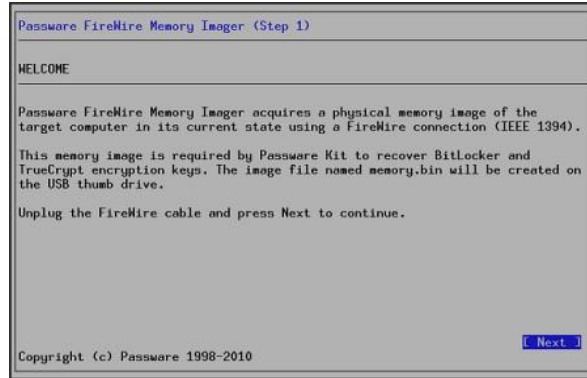 Passware FireWire Memory Imager (Step 1)
WELCOME
Passware FireWire Memory Imager acquires a physical memory image of the
target computer in its current state using a FireWire connection (IEEE 1394).
This memory image is required by Passware Kit to recover BitLocker and
TrueCrypt encryption keys. The image file named memory.bin will be created on
the USB thumb drive.
Unplug the FireWire cable and press Next to continue.
[ Next ]
Copyright (c) Passware 1998-2010